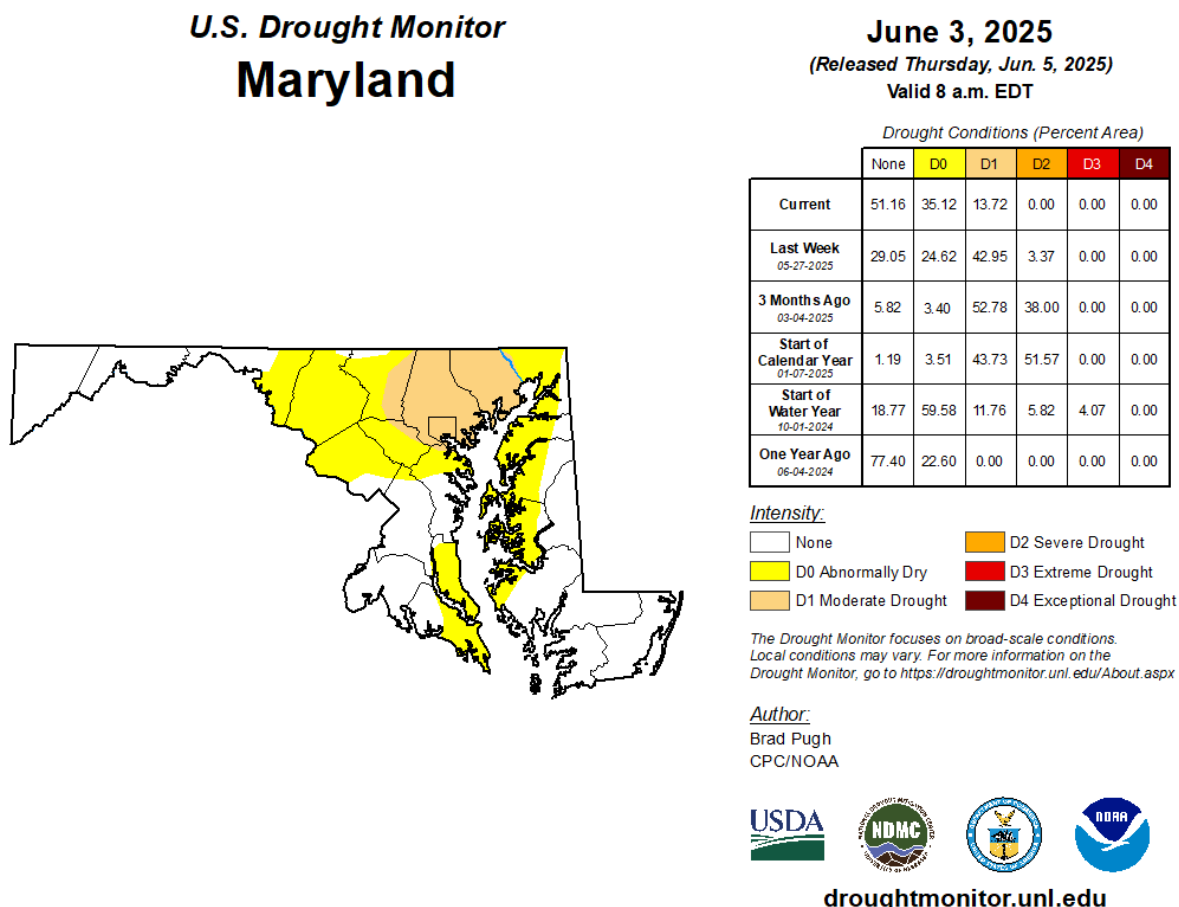 U.S. Drought Monitor
Maryland
June 3, 2025
(Released Thursday, Jun. 5, 2025)
Valid 8 a.m. EDT
Drought Conditions (Percent Area)
None D0 D1 D2 D3 D4
Current 51.16 35.12 13.72 0.00 0.00 0.00
Last Week
05-27-2025 29.05 24.62 42.95 3.37 0.00 0.00
3 Months Ago
03-04-2025 5.82 3.40 52.78 38.00 0.00 0.00
Start of
Calendar Year
01-07-2025 1.19 3.51 43.73 51.57 0.00 0.00
Start of
Water Year
10-01-2024 18.77 59.58 11.76 5.82 4.07 0.00
One Year Ago
06-04-2024 77.40 22.60 0.00 0.00 0.00 0.00
Intensity:
None
D0 Abnormally Dry
D1 Moderate Drought
D2 Severe Drought
D3 Extreme Drought
D4 Exceptional Drought
The Drought Monitor focuses on broad-scale conditions.
Local conditions may vary. For more information on the
Drought Monitor, go to https://droughtmonitor.unl.edu/About.aspx
Author:
Brad Pugh
CPC/NOAA
USDA
NDMC
NOAA
droughtmonitor.unl.edu